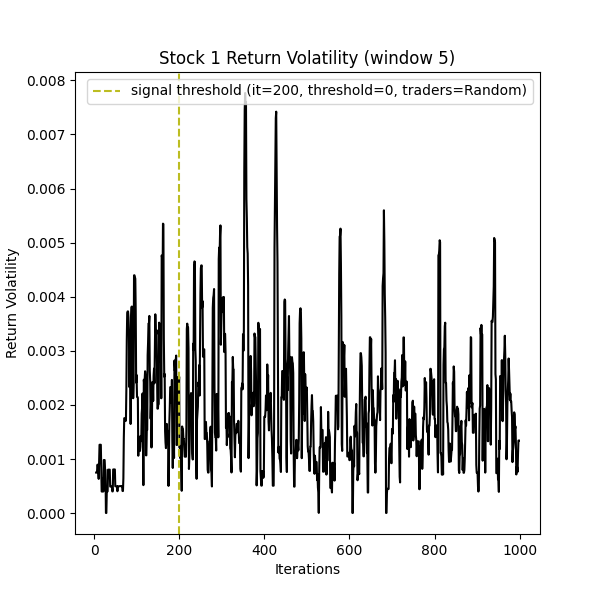 Stock 1 Return Volatility (window 5)
signal threshold (it=200, threshold=0, traders=Random)
0.008
0.007
0.006
0.005
0.004
0.003
0.002
0.001
0.000
Return Volatility
0 200 400 600 800 1000
Iterations